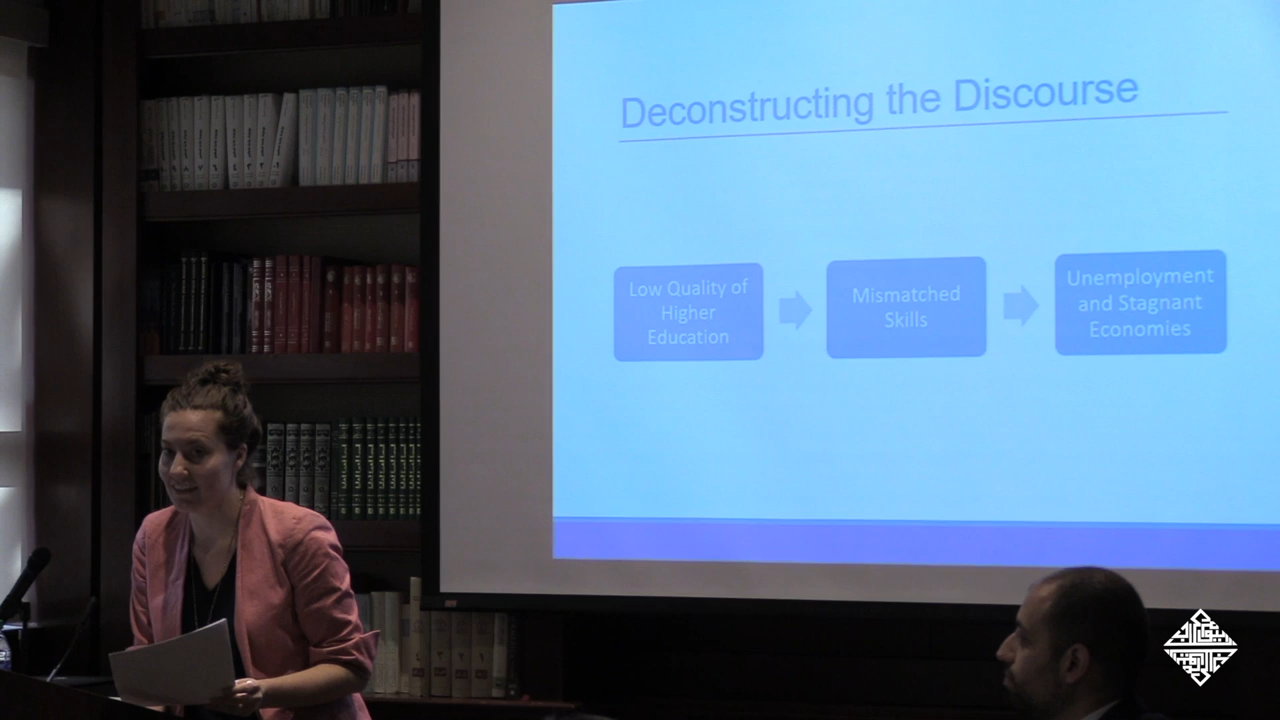 Deconstructing the Discourse
Low Quality of
Higher
Education
Mismatched
Skills
Unemployment
and Stagnant
Economies